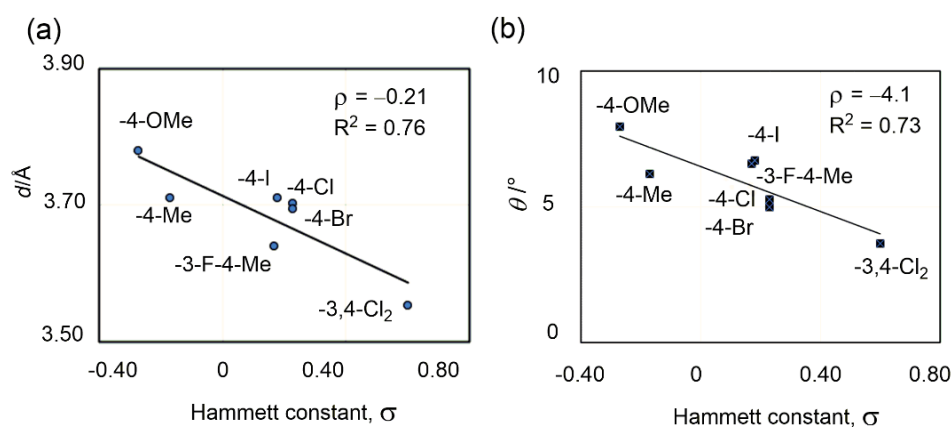 (a)
d/Å
3.90
3.70
3.50
-4-OMe
ρ = −0.21
R² = 0.76
-4-I
-4-Cl
-4-Me
-4-Br
-3-F-4-Me
-3,4-Cl₂
-0.40
0
0.40
0.80
Hammett constant, σ
(b)
θ /°
10
5
0
-4-OMe
ρ = −4.1
R² = 0.73
-4-I
-3-F-4-Me
-4-Me
-4-Cl
-4-Br
-3,4-Cl₂
-0.40
0
0.40
0.80
Hammett constant, σ